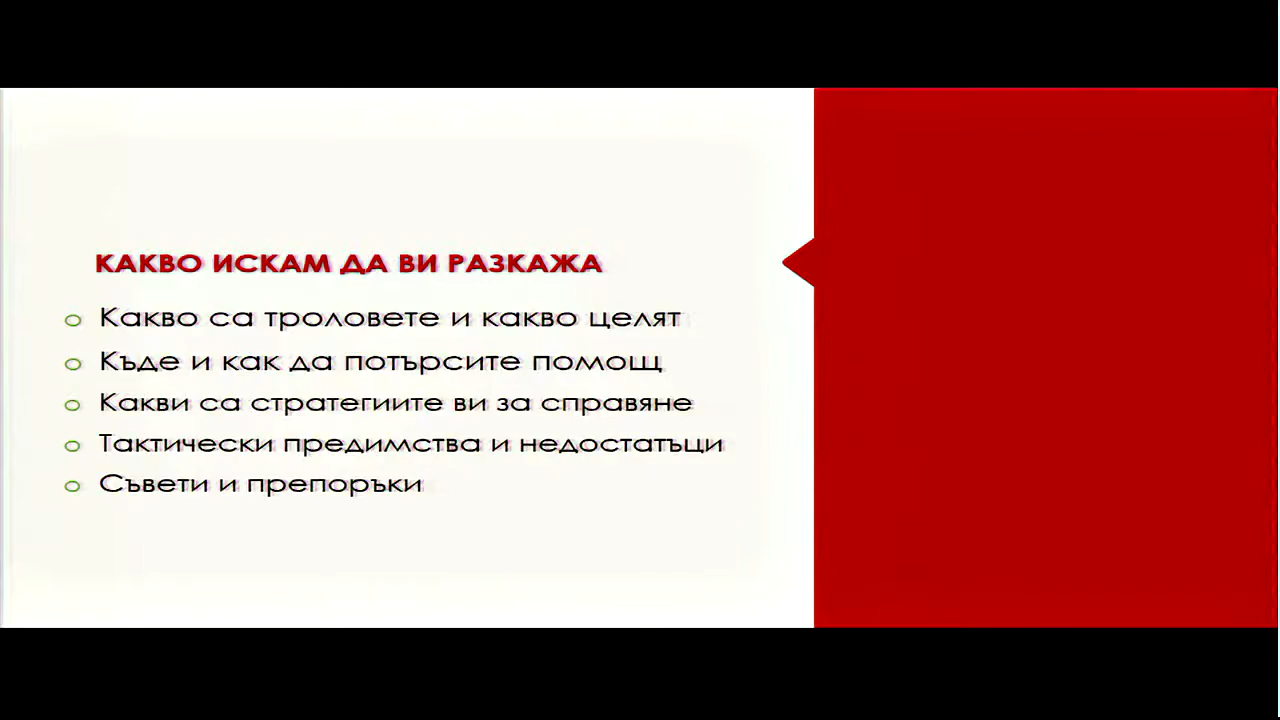 КАКВО ИСКАМ ДА ВИ РАЗКАЖА
Какво са троловете и какво целят
Къде и как да потърсите помощ
Какви са стратегиите ви за справяне
Тактически предимства и недостатъци
Съвети и препоръки